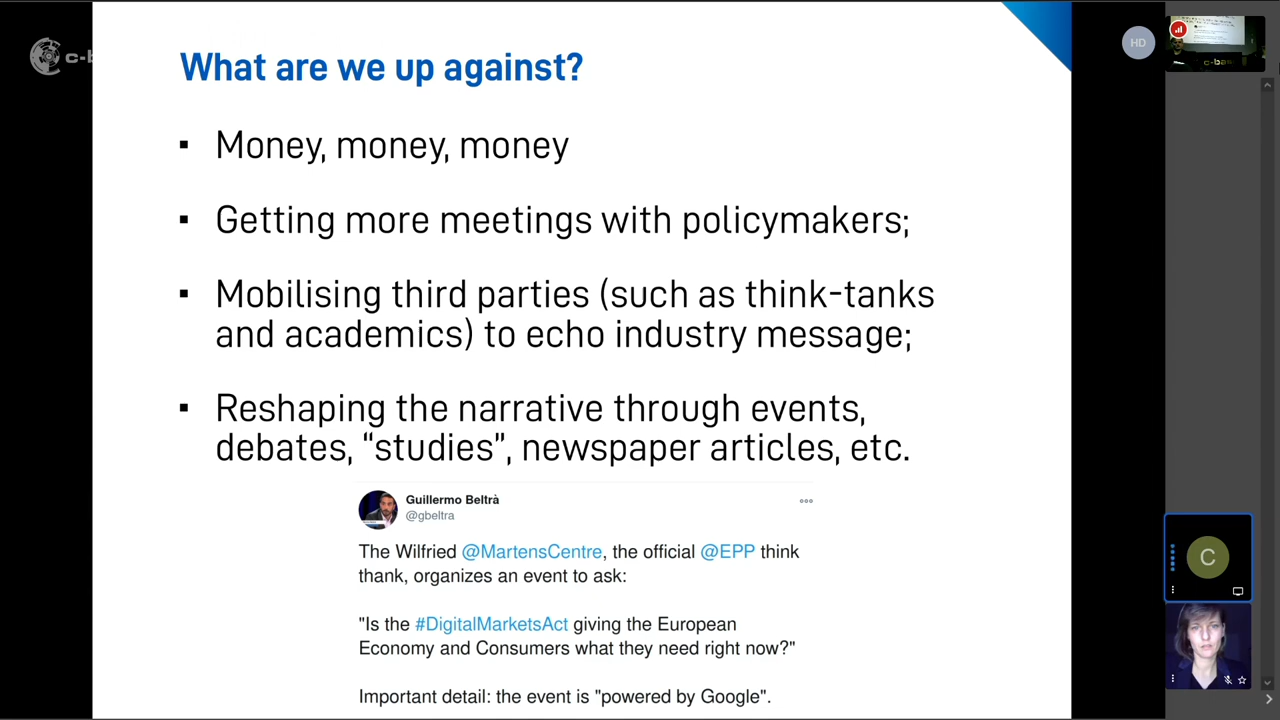 What are we up against?
HD
▪ Money, money, money
▪ Getting more meetings with policymakers;
▪ Mobilising third parties (such as think-tanks
and academics) to echo industry message;
▪ Reshaping the narrative through events,
debates, “studies”, newspaper articles, etc.
Guillermo Beltrà
@gbeltra
The Wilfried @MartensCentre, the official @EPP think
thank, organizes an event to ask:
"Is the #DigitalMarketsAct giving the European
Economy and Consumers what they need right now?"
Important detail: the event is "powered by Google".
C